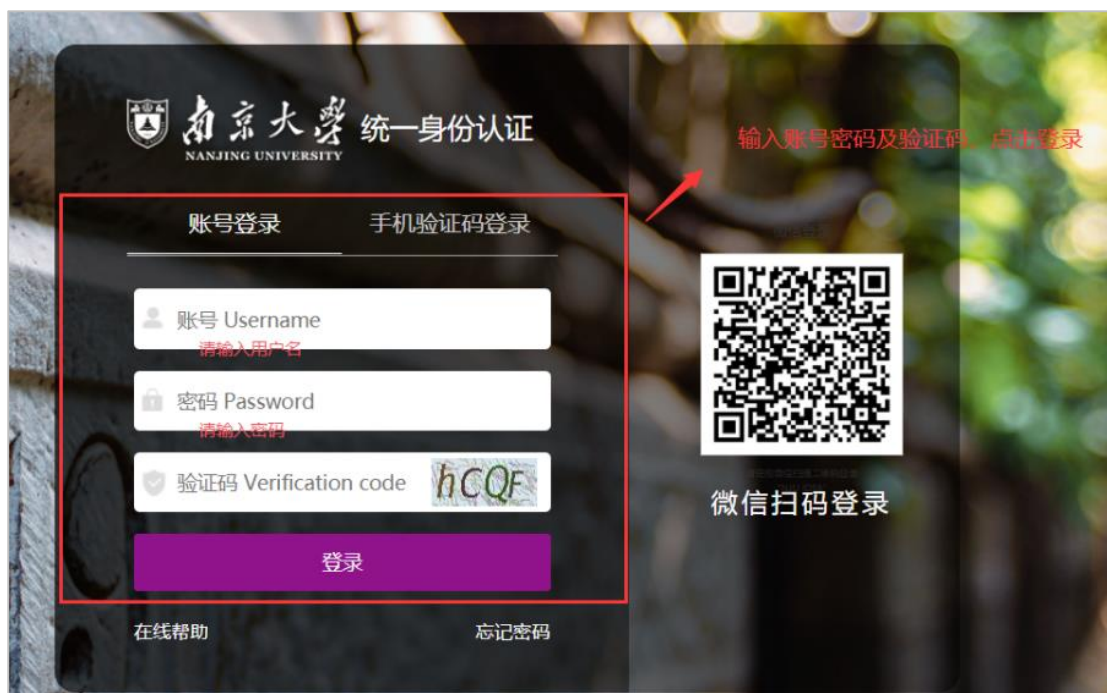 南京大学 统一身份认证
NANJING UNIVERSITY
输入账号密码及验证码，点击登录
账号登录 手机验证码登录
账号 Username
请输入用户名
密码 Password
请输入密码
验证码 Verification code hCQF
登录
在线帮助 忘记密码
微信扫码登录